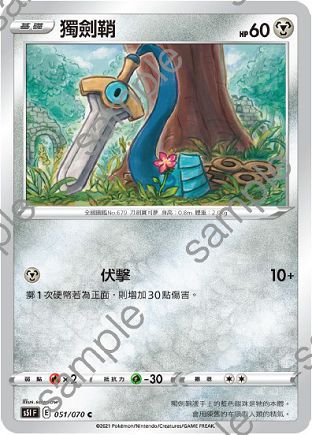 基礎 獨劍鞘 HP60
全國圖鑑No.679 刀劍寶可夢 身高：0.8m 體重：2.0kg
伏擊 10+
擲1次硬幣若為正面，則增加30點傷害。
弱點 ×2 抵抗力 -30 撤退
S5I F E 051/070 C
©2021 Pokémon/Nintendo/Creatures/GAME FREAK.
sample
sample
sample
sample
sample